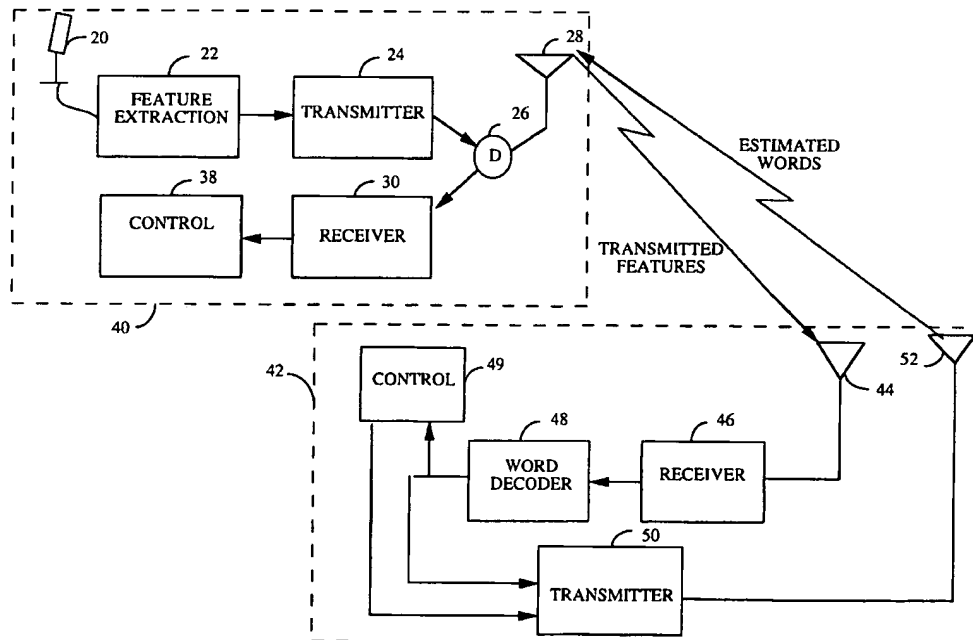 20
22
FEATURE
EXTRACTION
24
TRANSMITTER
26
D
28
38
CONTROL
30
RECEIVER
40
ESTIMATED
WORDS
TRANSMITTED
FEATURES
42
CONTROL
49
48
WORD
DECODER
46
RECEIVER
44
52
50
TRANSMITTER